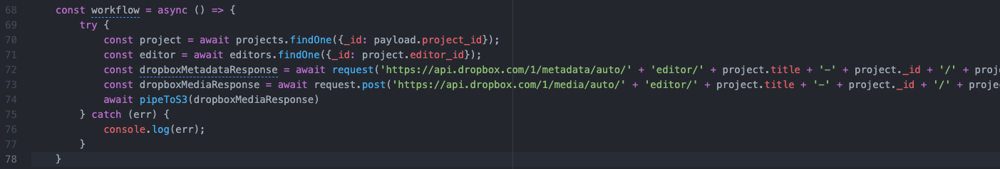 68 const workflow = async () => {
69 try {
70 const project = await projects.findOne({_id: payload.project_id});
71 const editor = await editors.findOne({_id: project.editor_id});
72 const dropboxMetadataResponse = await request('https://api.dropbox.com/1/metadata/auto/' + 'editor/' + project.title + '-' + project._id + '/' + proj
73 const dropboxMediaResponse = await request.post('https://api.dropbox.com/1/media/auto/' + 'editor/' + project.title + '-' + project._id + '/' + proje
74 await pipeToS3(dropboxMediaResponse)
75 } catch (err) {
76 console.log(err);
77 }
78 }